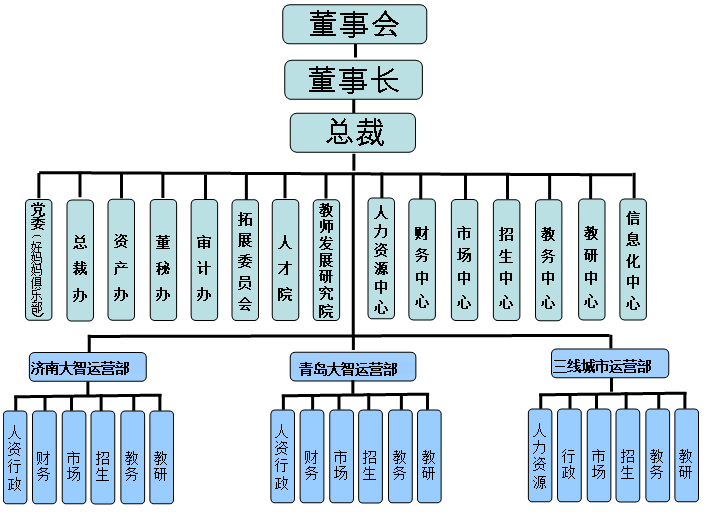 董事会
董事长
总裁
党委(好妈妈俱乐部)
总裁办
资产办
董秘办
审计办
拓展委员会
人才院
教师发展研究院
人力资源中心
财务中心
市场中心
招生中心
教务中心
教研中心
信息化中心
济南大智运营部
青岛大智运营部
三线城市运营部
人资行政
财务
市场
招生
教务
教研
人资行政
财务
市场
招生
教务
教研
人力资源
行政
市场
招生
教务
教研